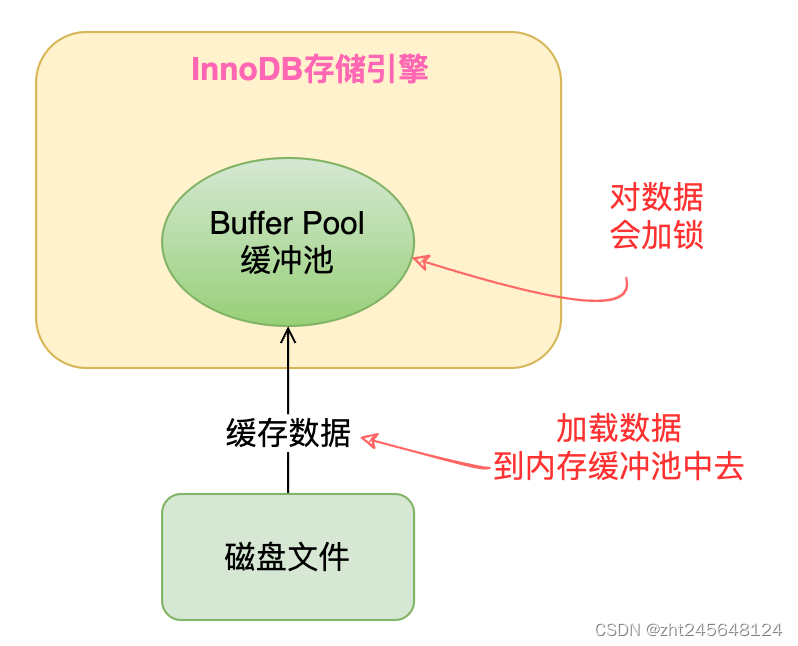 InnoDB存储引擎
Buffer Pool
缓冲池
对数据
会加锁
缓存数据
加载数据
到内存缓冲池中去
磁盘文件
CSDN @zht245648124